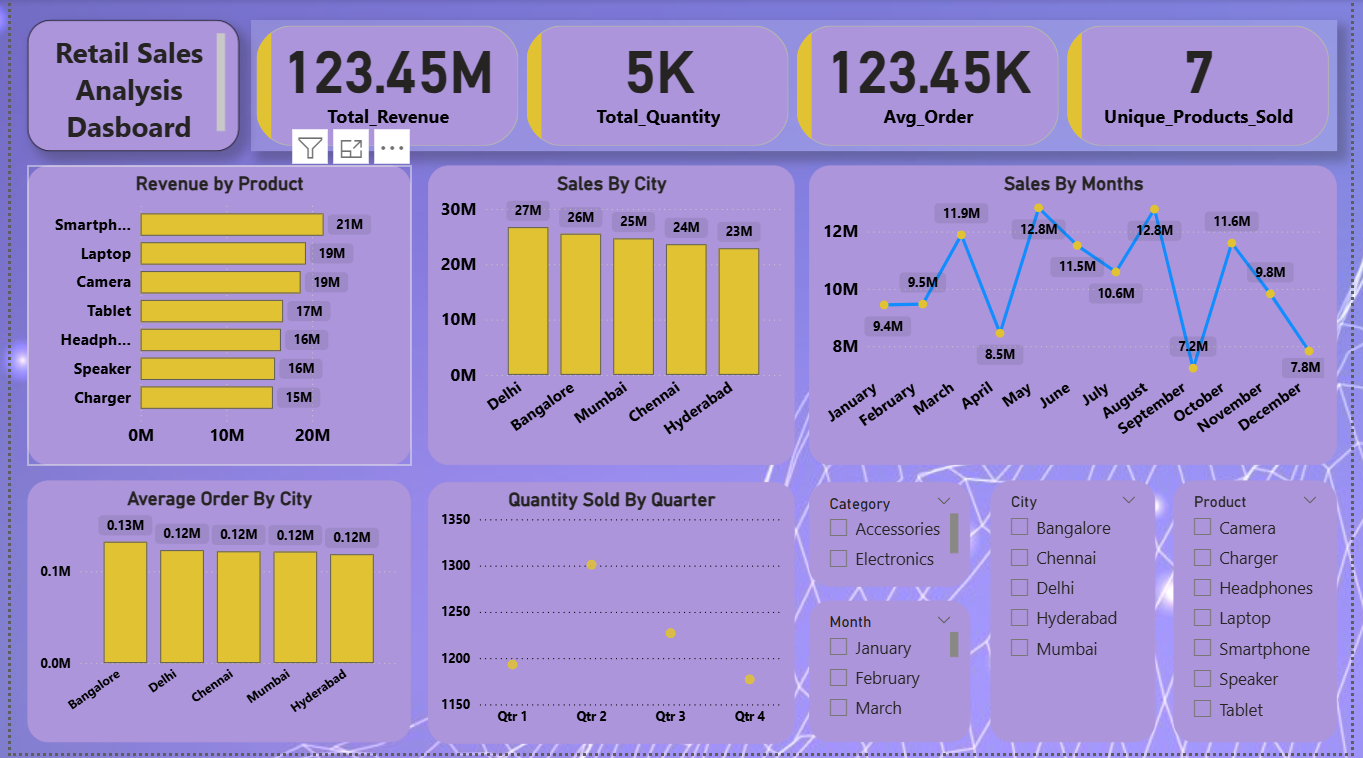 Retail Sales
Analysis
Dasboard
123.45M
Total_Revenue
5K
Total_Quantity
123.45K
Avg_Order
7
Unique_Products_Sold
Revenue by Product
Smartph... 21M
Laptop 19M
Camera 19M
Tablet 17M
Headph... 16M
Speaker 16M
Charger 15M
0M 10M 20M
Sales By City
30M
20M
10M
0M
27M 26M 25M 24M 23M
Delhi Bangalore Mumbai Chennai Hyderabad
Sales By Months
12M
10M
8M
9.4M 9.5M 11.9M 8.5M 12.8M 11.5M 10.6M 12.8M 7.2M 11.6M 9.8M 7.8M
January February March April May June July August September October November December
Average Order By City
0.1M
0.0M
0.13M 0.12M 0.12M 0.12M 0.12M
Bangalore Delhi Chennai Mumbai Hyderabad
Quantity Sold By Quarter
1350
1300
1250
1200
1150
Qtr 1 Qtr 2 Qtr 3 Qtr 4
Category
Accessories
Electronics
Month
January
February
March
City
Bangalore
Chennai
Delhi
Hyderabad
Mumbai
Product
Camera
Charger
Headphones
Laptop
Smartphone
Speaker
Tablet